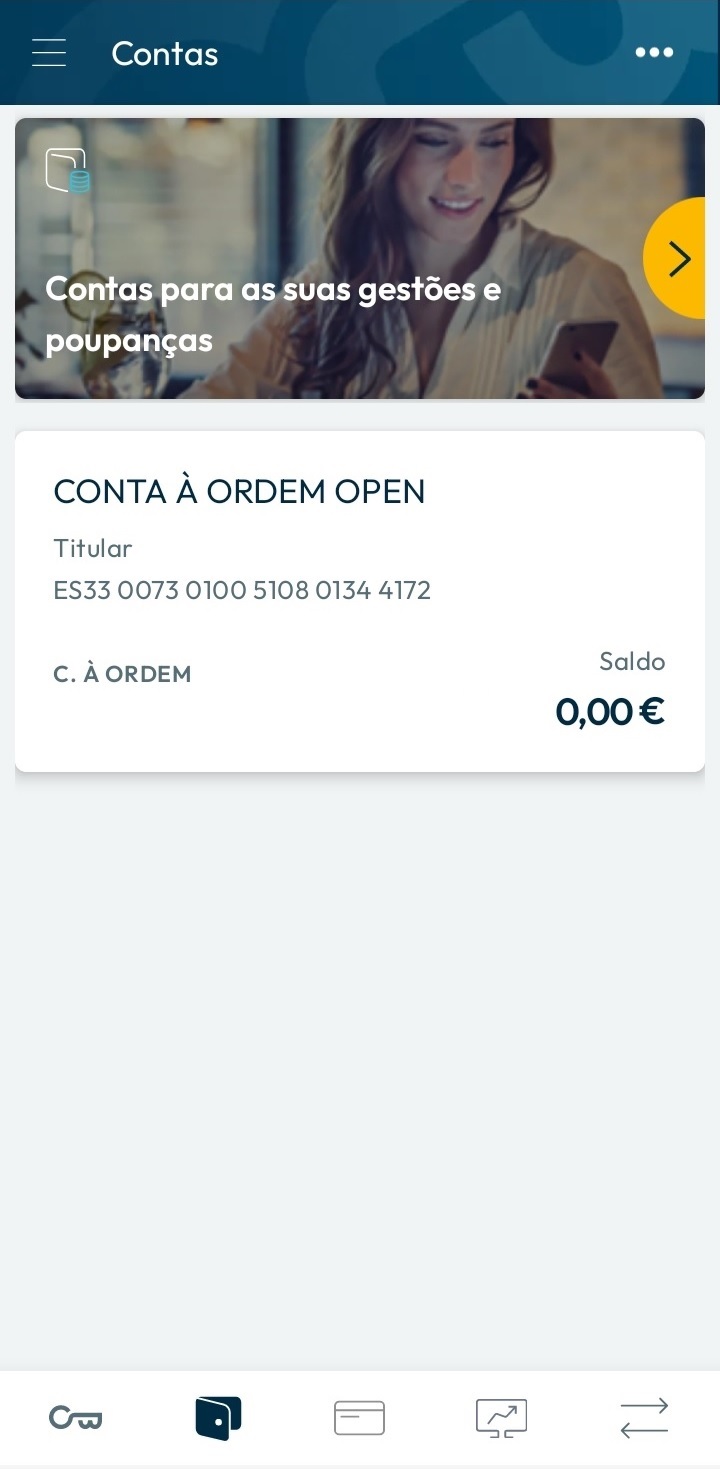 Contas
Contas para as suas gestões e
poupanças
CONTA À ORDEM OPEN
Titular
ES33 0073 0100 5108 0134 4172
C. À ORDEM
Saldo
0,00 €